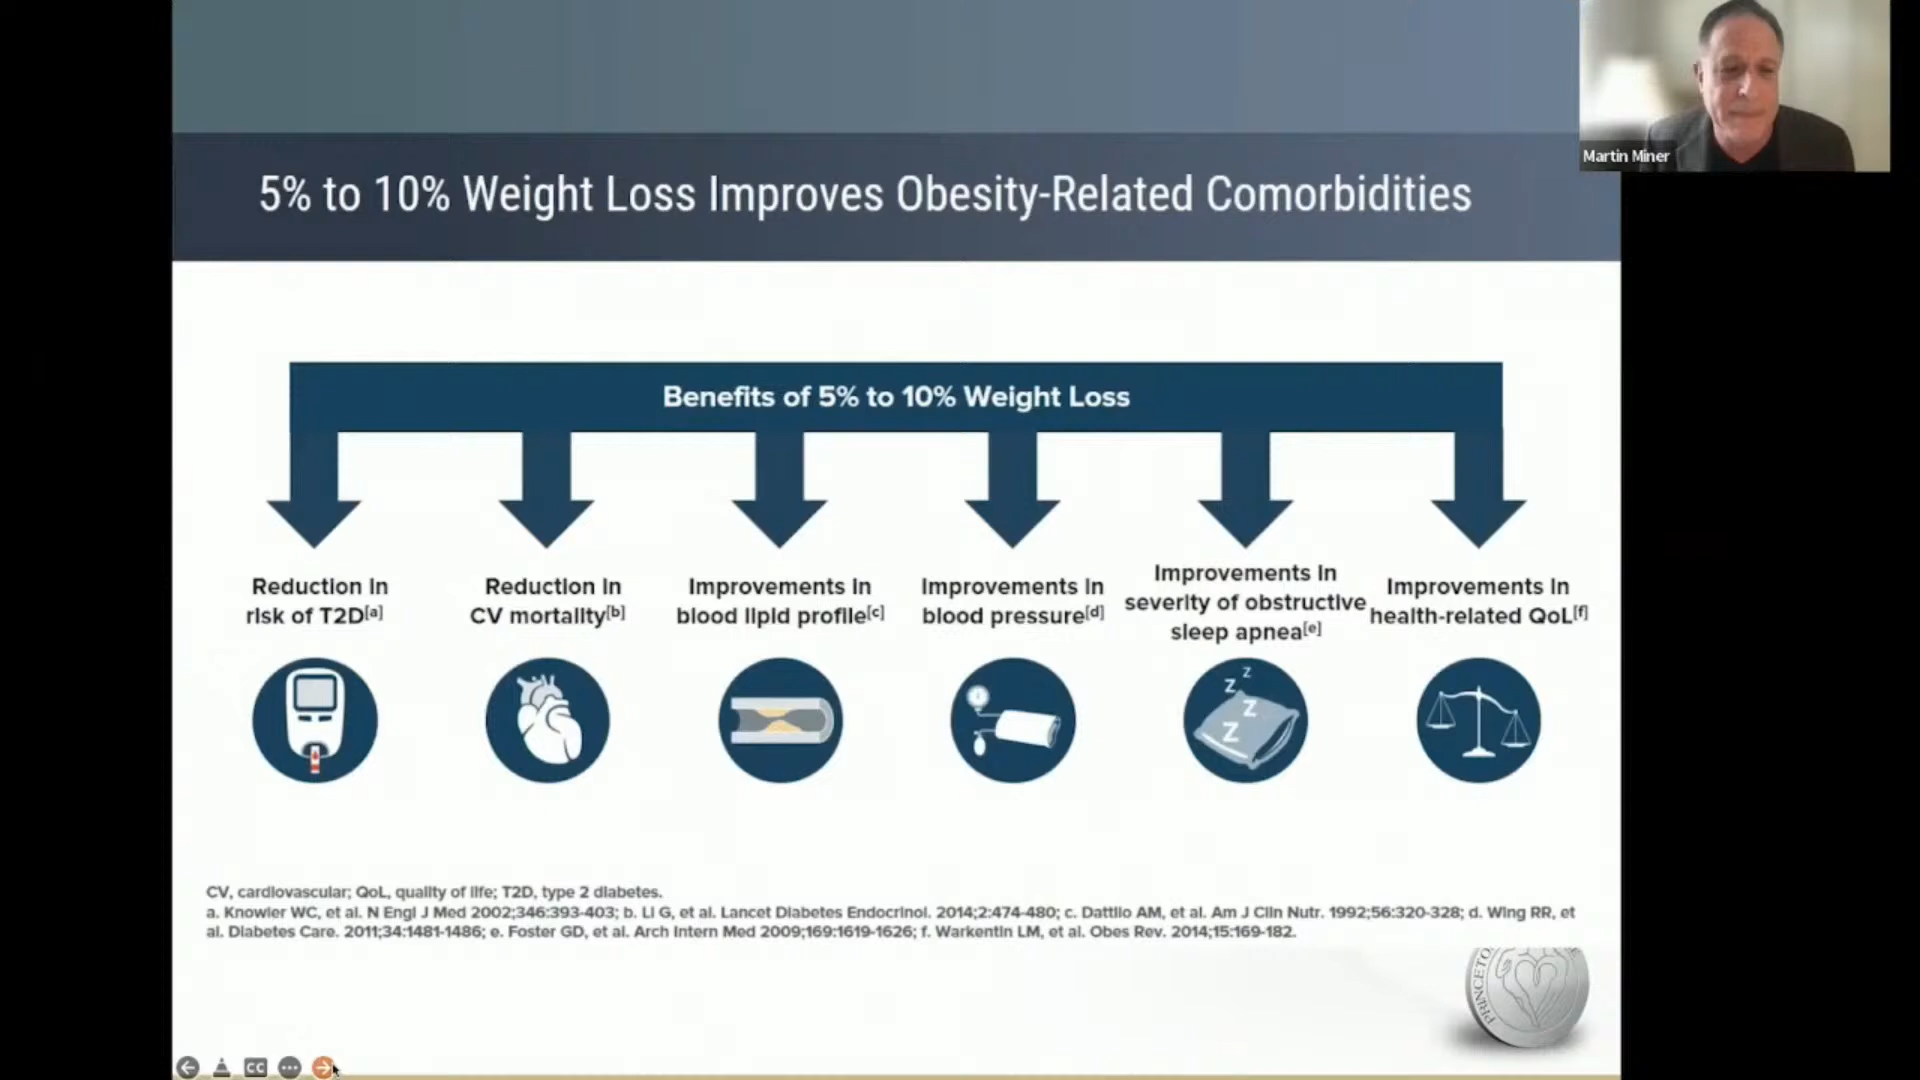 Martin Miner
5% to 10% Weight Loss Improves Obesity-Related Comorbidities
Benefits of 5% to 10% Weight Loss
Reduction in
risk of T2D[a]
Reduction in
CV mortality[b]
Improvements in
blood lipid profile[c]
Improvements in
blood pressure[d]
Improvements in
severity of obstructive
sleep apnea[e]
Improvements in
health-related QoL[f]
z
Z
Z
Z
CV, cardiovascular; QoL, quality of life; T2D, type 2 diabetes.
a. Knowler WC, et al. N Engl J Med 2002;346:393-403; b. Li G, et al. Lancet Diabetes Endocrinol. 2014;2:474-480; c. Dattilo AM, et al. Am J Clin Nutr. 1992;56:320-328; d. Wing RR, et
al. Diabetes Care. 2011;34:1481-1486; e. Foster GD, et al. Arch Intern Med 2009;169:1619-1626; f. Warkentin LM, et al. Obes Rev. 2014;15:169-182.
PRINCETO
CC